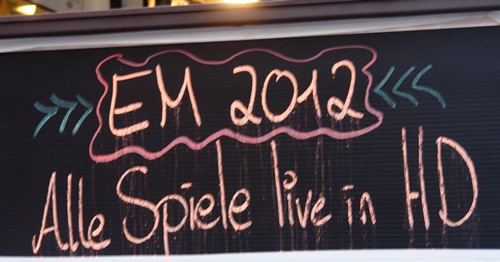 >>> EM 2012 <<<
Alle Spiele live in HD